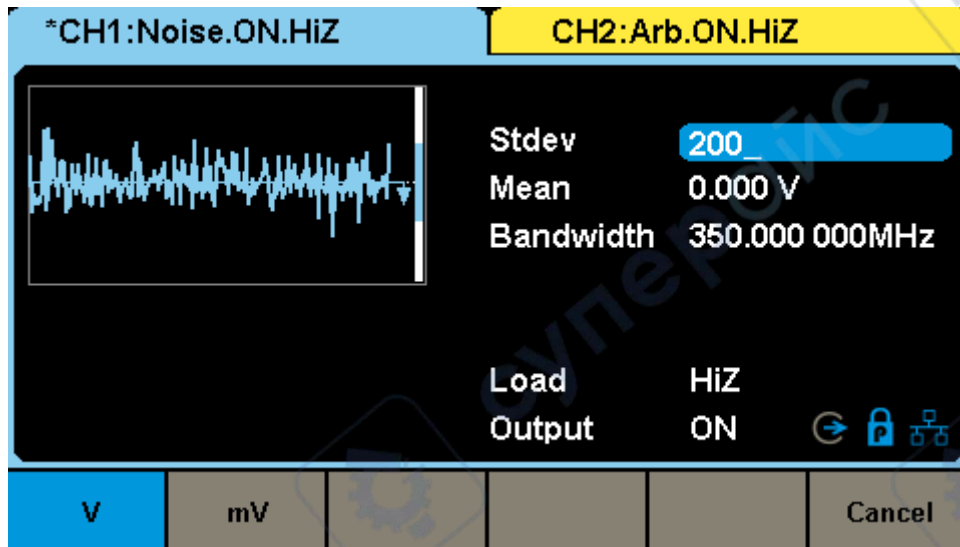 *CH1:Noise.ON.HiZ
CH2:Arb.ON.HiZ
Stdev 200_
Mean 0.000 V
Bandwidth 350.000 000MHz
Load HiZ
Output ON
P
V mV Cancel
суперойс